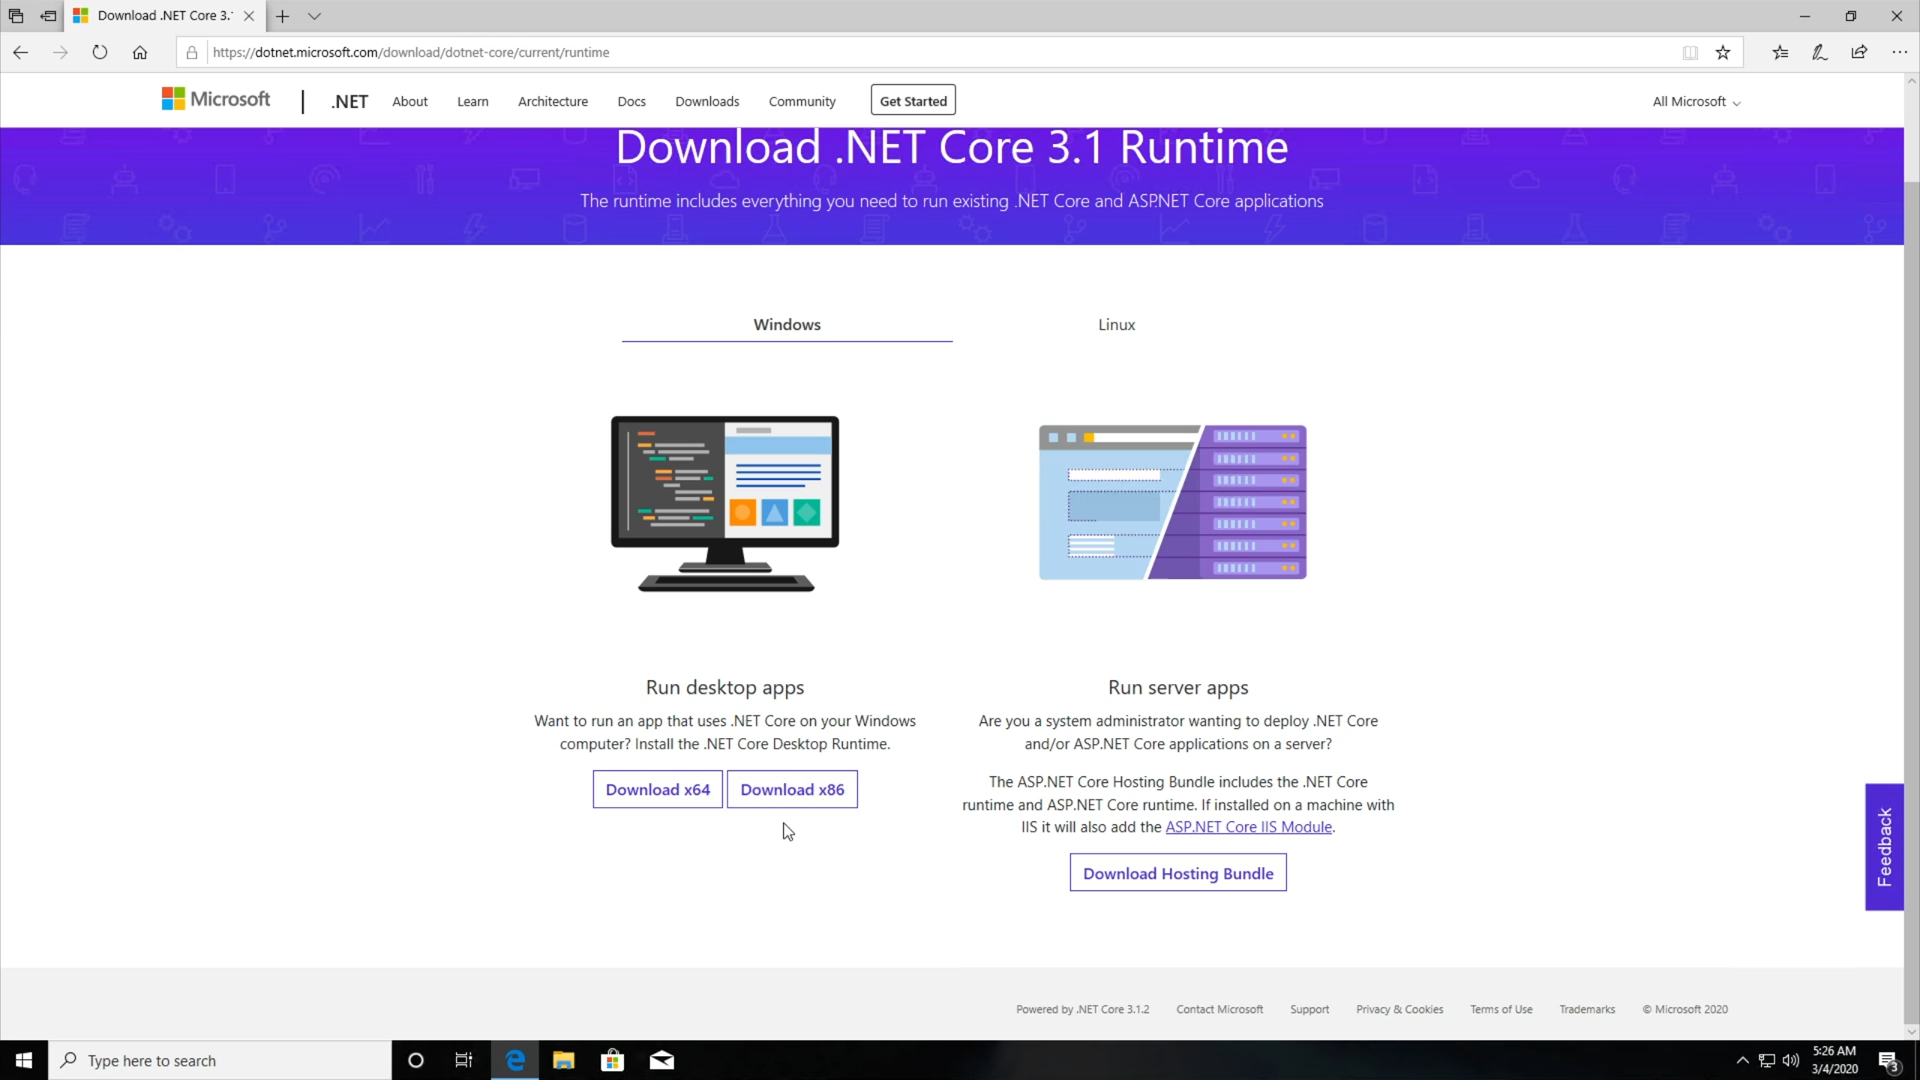 Download .NET Core 3.1
https://dotnet.microsoft.com/download/dotnet-core/current/runtime
Microsoft
.NET
About
Learn
Architecture
Docs
Downloads
Community
Get Started
All Microsoft
Download .NET Core 3.1 Runtime
The runtime includes everything you need to run existing .NET Core and ASP.NET Core applications
Windows
Linux
Run desktop apps
Want to run an app that uses .NET Core on your Windows
computer? Install the .NET Core Desktop Runtime.
Download x64
Download x86
Run server apps
Are you a system administrator wanting to deploy .NET Core
and/or ASP.NET Core applications on a server?
The ASP.NET Core Hosting Bundle includes the .NET Core
runtime and ASP.NET Core runtime. If installed on a machine with
IIS it will also add the ASP.NET Core IIS Module.
Download Hosting Bundle
Feedback
Powered by .NET Core 3.1.2
Contact Microsoft
Support
Privacy & Cookies
Terms of Use
Trademarks
© Microsoft 2020
Type here to search
5:26 AM
3/4/2020
3